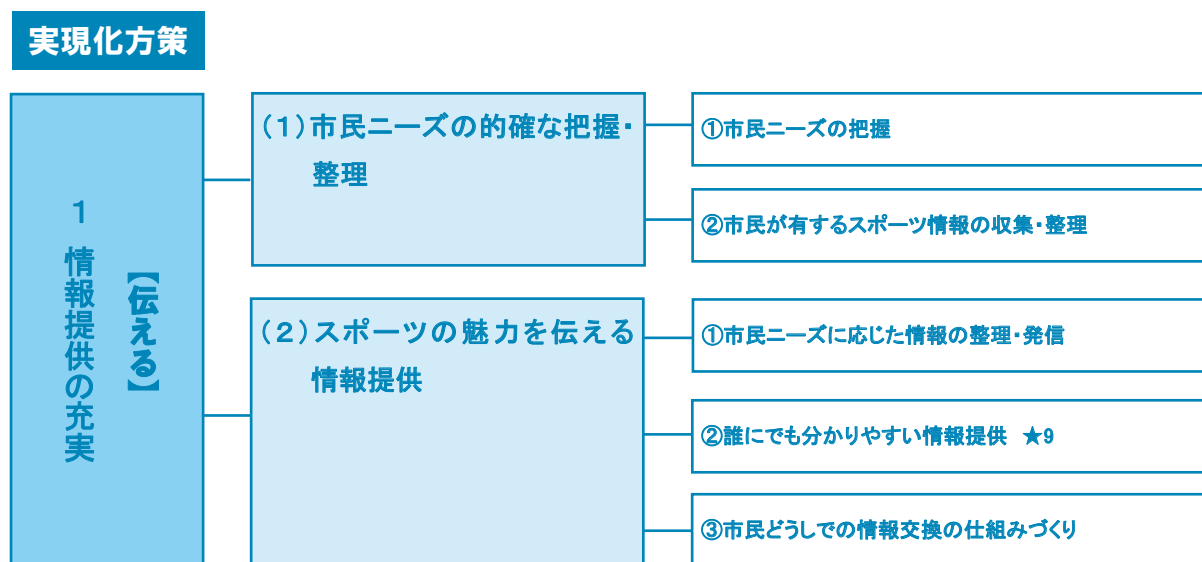 実現化方策
1 情報提供の充実
【伝える】
(1)市民ニーズの的確な把握・
整理
①市民ニーズの把握
②市民が有するスポーツ情報の収集・整理
(2)スポーツの魅力を伝える
情報提供
①市民ニーズに応じた情報の整理・発信
②誰にでも分かりやすい情報提供 ★9
③市民どうしでの情報交換の仕組みづくり